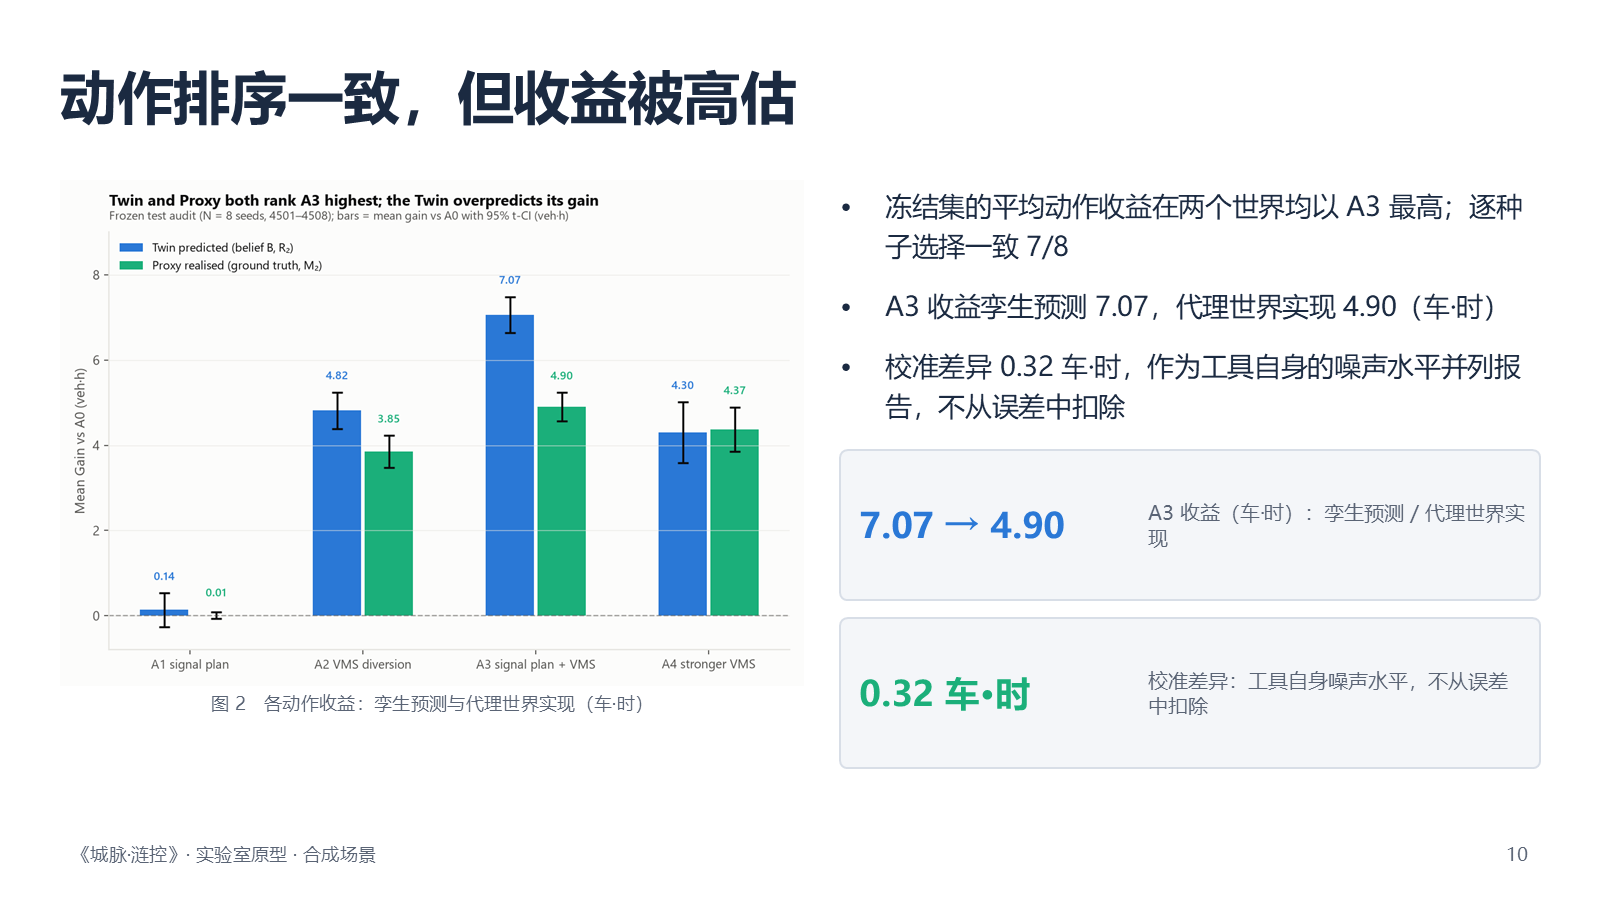 动作排序一致，但收益被高估
Twin and Proxy both rank A3 highest; the Twin overpredicts its gain
Frozen test audit (N = 8 seeds, 4501–4508); bars = mean gain vs A0 with 95% t-CI (veh·h)
Twin predicted (belief B, R₂)
Proxy realised (ground truth, M₂)
Mean Gain vs A0 (veh·h)
8
6
4
2
0
0.14
0.01
4.82
3.85
7.07
4.90
4.30
4.37
A1 signal plan
A2 VMS diversion
A3 signal plan + VMS
A4 stronger VMS
图 2　各动作收益：孪生预测与代理世界实现（车·时）
• 冻结集的平均动作收益在两个世界均以 A3 最高；逐种
子选择一致 7/8
• A3 收益孪生预测 7.07，代理世界实现 4.90（车·时）
• 校准差异 0.32 车·时，作为工具自身的噪声水平并列报
告，不从误差中扣除
7.07 → 4.90
A3 收益（车·时）：孪生预测 / 代理世界实
现
0.32 车·时
校准差异：工具自身噪声水平，不从误差
中扣除
《城脉·涟控》· 实验室原型 · 合成场景
10